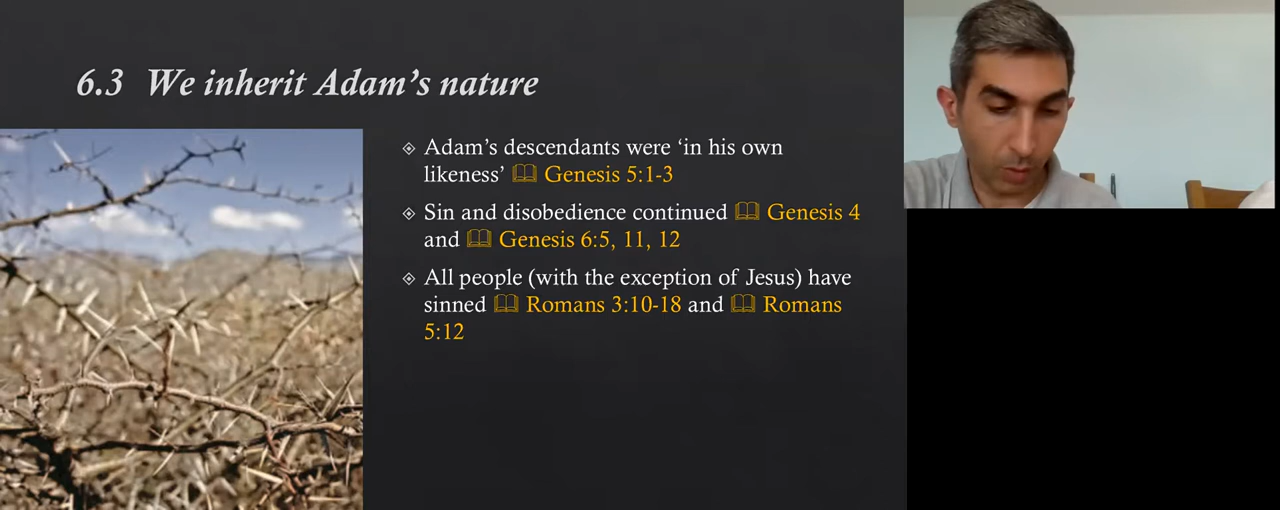 6.3 We inherit Adam’s nature
Adam’s descendants were ‘in his own
likeness’ Genesis 5:1-3
Sin and disobedience continued Genesis 4
and Genesis 6:5, 11, 12
All people (with the exception of Jesus) have
sinned Romans 3:10-18 and Romans
5:12